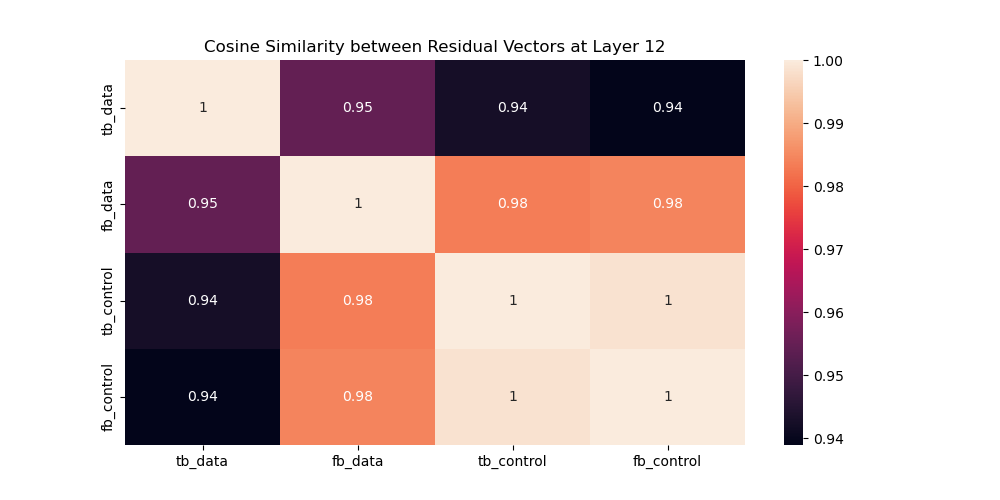 Cosine Similarity between Residual Vectors at Layer 12
tb_data
1
0.95
0.94
0.94
fb_data
0.95
1
0.98
0.98
tb_control
0.94
0.98
1
1
fb_control
0.94
0.98
1
1
tb_data
fb_data
tb_control
fb_control
1.00
0.99
0.98
0.97
0.96
0.95
0.94